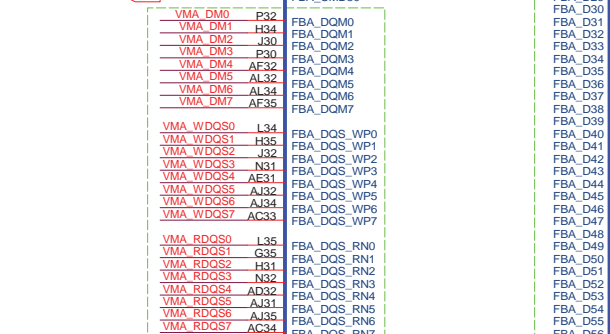 FBA_D30
VMA_DM0 P32 FBA_DQM0 FBA_D31
VMA_DM1 H34 FBA_DQM1 FBA_D32
VMA_DM2 J30 FBA_DQM2 FBA_D33
VMA_DM3 P30 FBA_DQM3 FBA_D34
VMA_DM4 AF32 FBA_DQM4 FBA_D35
VMA_DM5 AL32 FBA_DQM5 FBA_D36
VMA_DM6 AL34 FBA_DQM6 FBA_D37
VMA_DM7 AF35 FBA_DQM7 FBA_D38
FBA_D39
VMA_WDQS0 L34 FBA_DQS_WP0 FBA_D40
VMA_WDQS1 H35 FBA_DQS_WP1 FBA_D41
VMA_WDQS2 J32 FBA_DQS_WP2 FBA_D42
VMA_WDQS3 N31 FBA_DQS_WP3 FBA_D43
VMA_WDQS4 AE31 FBA_DQS_WP4 FBA_D44
VMA_WDQS5 AJ32 FBA_DQS_WP5 FBA_D45
VMA_WDQS6 AJ34 FBA_DQS_WP6 FBA_D46
VMA_WDQS7 AC33 FBA_DQS_WP7 FBA_D47
FBA_D48
VMA_RDQS0 L35 FBA_DQS_RN0 FBA_D49
VMA_RDQS1 G35 FBA_DQS_RN1 FBA_D50
VMA_RDQS2 H31 FBA_DQS_RN2 FBA_D51
VMA_RDQS3 N32 FBA_DQS_RN3 FBA_D52
VMA_RDQS4 AD32 FBA_DQS_RN4 FBA_D53
VMA_RDQS5 AJ31 FBA_DQS_RN5 FBA_D54
VMA_RDQS6 AJ35 FBA_DQS_RN6 FBA_D55
VMA_RDQS7 AC34 FBA_DQS_RN7 FBA_D56